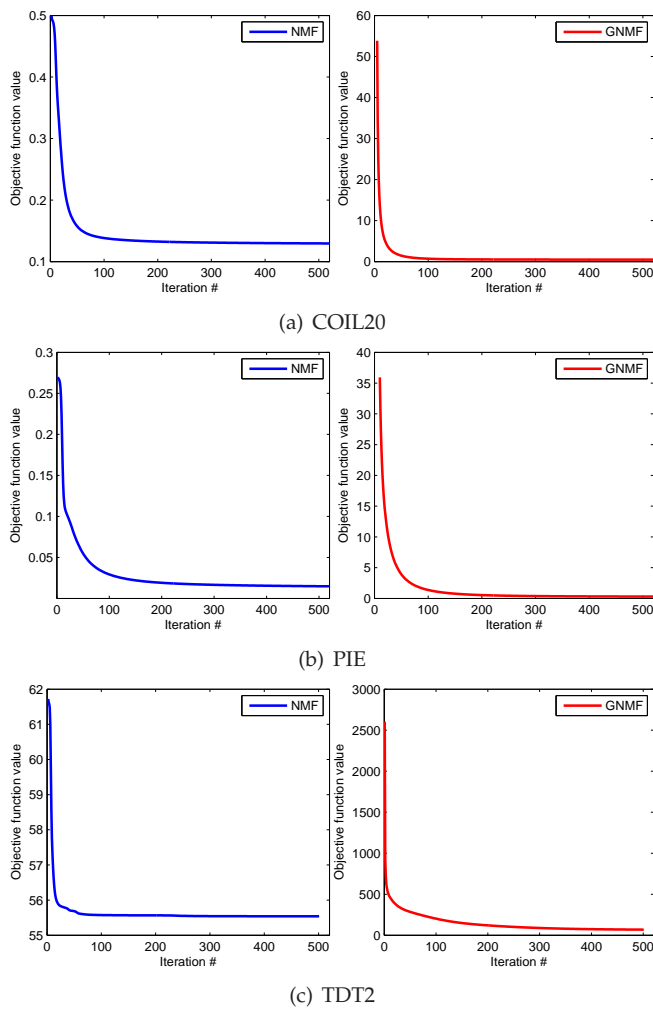 0.5
0.4
0.3
0.2
0.1
0 100 200 300 400 500
Objective function value
Iteration #
NMF
60
50
40
30
20
10
0
0 100 200 300 400 500
Objective function value
Iteration #
GNMF
(a) COIL20
0.3
0.25
0.2
0.15
0.1
0.05
0 100 200 300 400 500
Objective function value
Iteration #
NMF
40
35
30
25
20
15
10
5
0
0 100 200 300 400 500
Objective function value
Iteration #
GNMF
(b) PIE
62
61
60
59
58
57
56
55
0 100 200 300 400 500
Objective function value
Iteration #
NMF
3000
2500
2000
1500
1000
500
0
0 100 200 300 400 500
Objective function value
Iteration #
GNMF
(c) TDT2